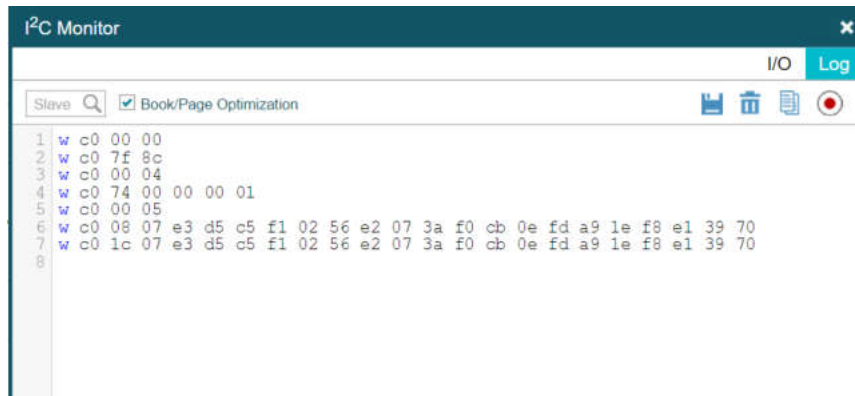 I²C Monitor
I/O Log
Slave Book/Page Optimization
1 w c0 00 00
2 w c0 7f 8c
3 w c0 00 04
4 w c0 74 00 00 00 01
5 w c0 00 05
6 w c0 08 07 e3 d5 c5 f1 02 56 e2 07 3a f0 cb 0e fd a9 1e f8 e1 39 70
7 w c0 1c 07 e3 d5 c5 f1 02 56 e2 07 3a f0 cb 0e fd a9 1e f8 e1 39 70
8